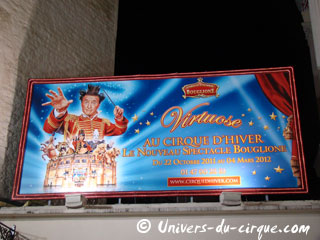 BOUGLIONE
Virtuose
AU CIRQUE D'HIVER
LE NOUVEAU SPECTACLE BOUGLIONE
DU 22 OCTOBRE 2011 AU 04 MARS 2012
WWW.CIRQUEDHIVER.COM
© Univers-du-cirque.com